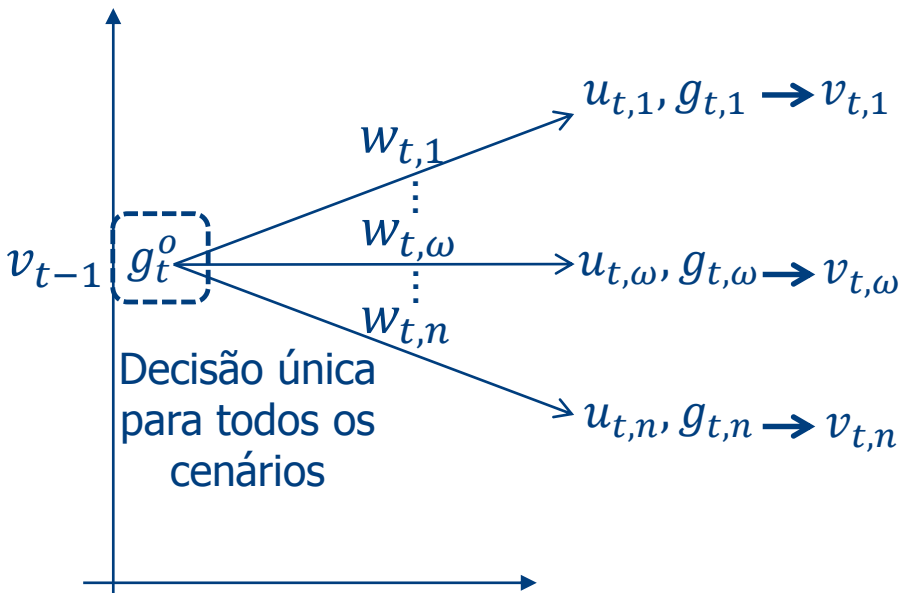 u_{t,1}, g_{t,1} → v_{t,1}
w_{t,1}
⋮
v_{t−1} g_t^o w_{t,ω} u_{t,ω}, g_{t,ω} → v_{t,ω}
⋮
w_{t,n}
Decisão única
para todos os
cenários
u_{t,n}, g_{t,n} → v_{t,n}